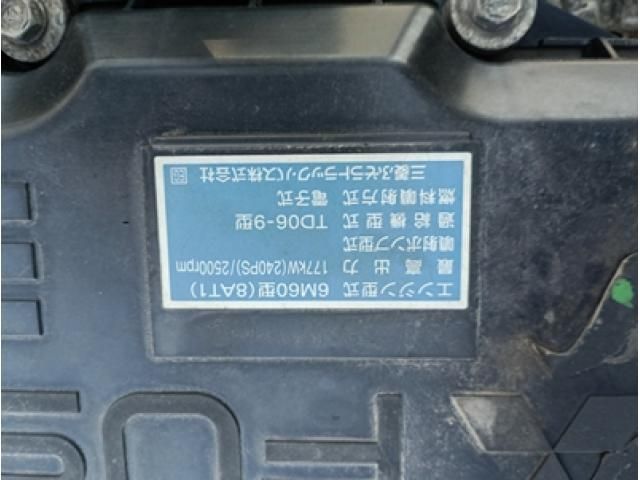 エンジン型式 6M60型(8AT1)
最高出力 177kW(240PS)/2500rpm
噴射ポンプ型式
過給機型式 TD06-9型
燃料噴射方式 電子式
三菱ふそうトラック・バス株式会社
FUSO